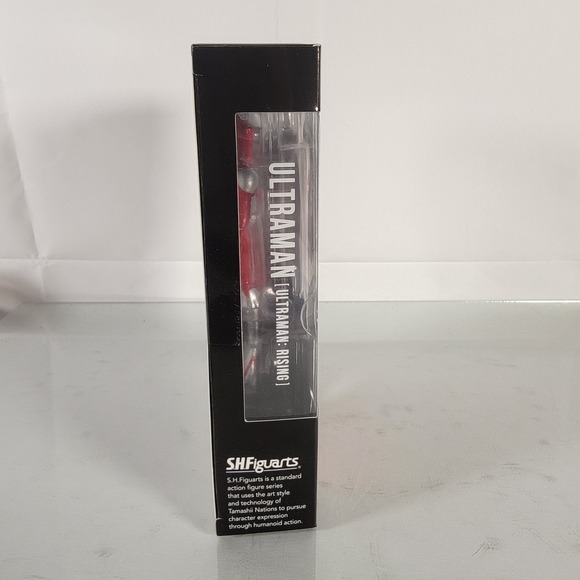 ULTRAMAN [ULTRAMAN: RISING]
S.H.Figuarts
S.H.Figuarts is a standard
action figure series
that uses the art style
and technology of
Tamashii Nations to pursue
character expression
through humanoid action.